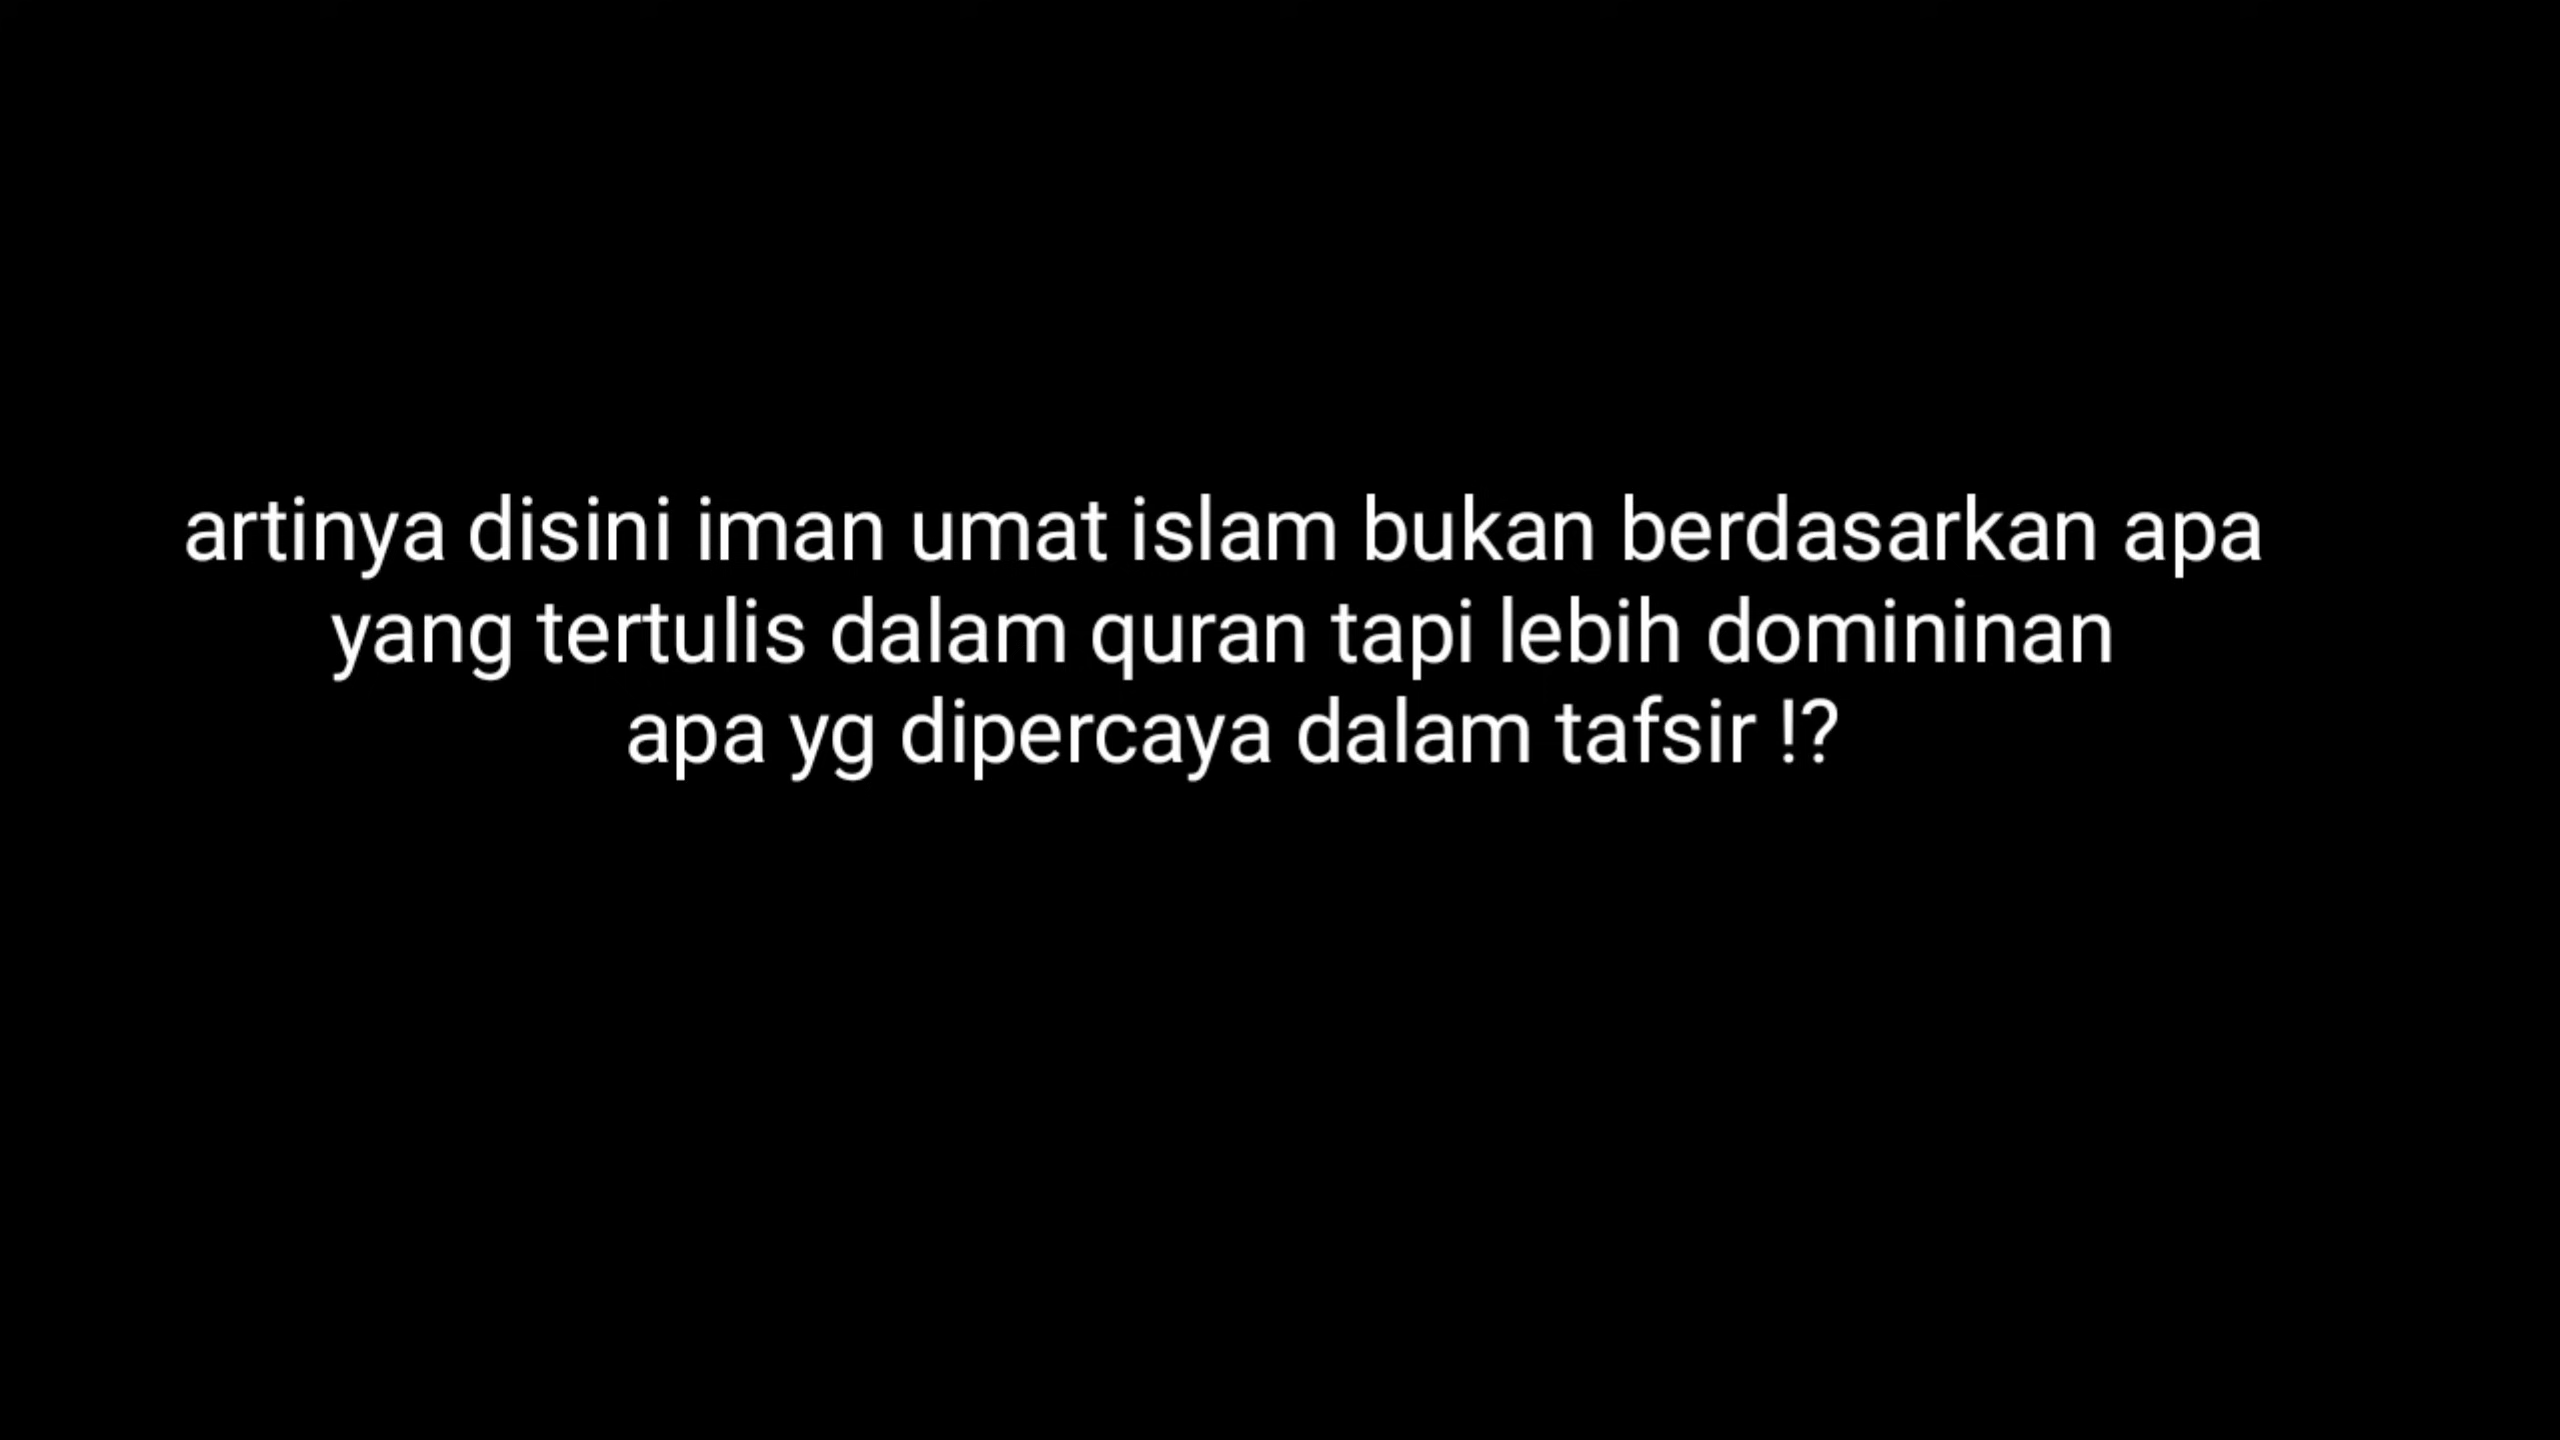 artinya disini iman umat islam bukan berdasarkan apa
yang tertulis dalam quran tapi lebih domininan
apa yg dipercaya dalam tafsir !?